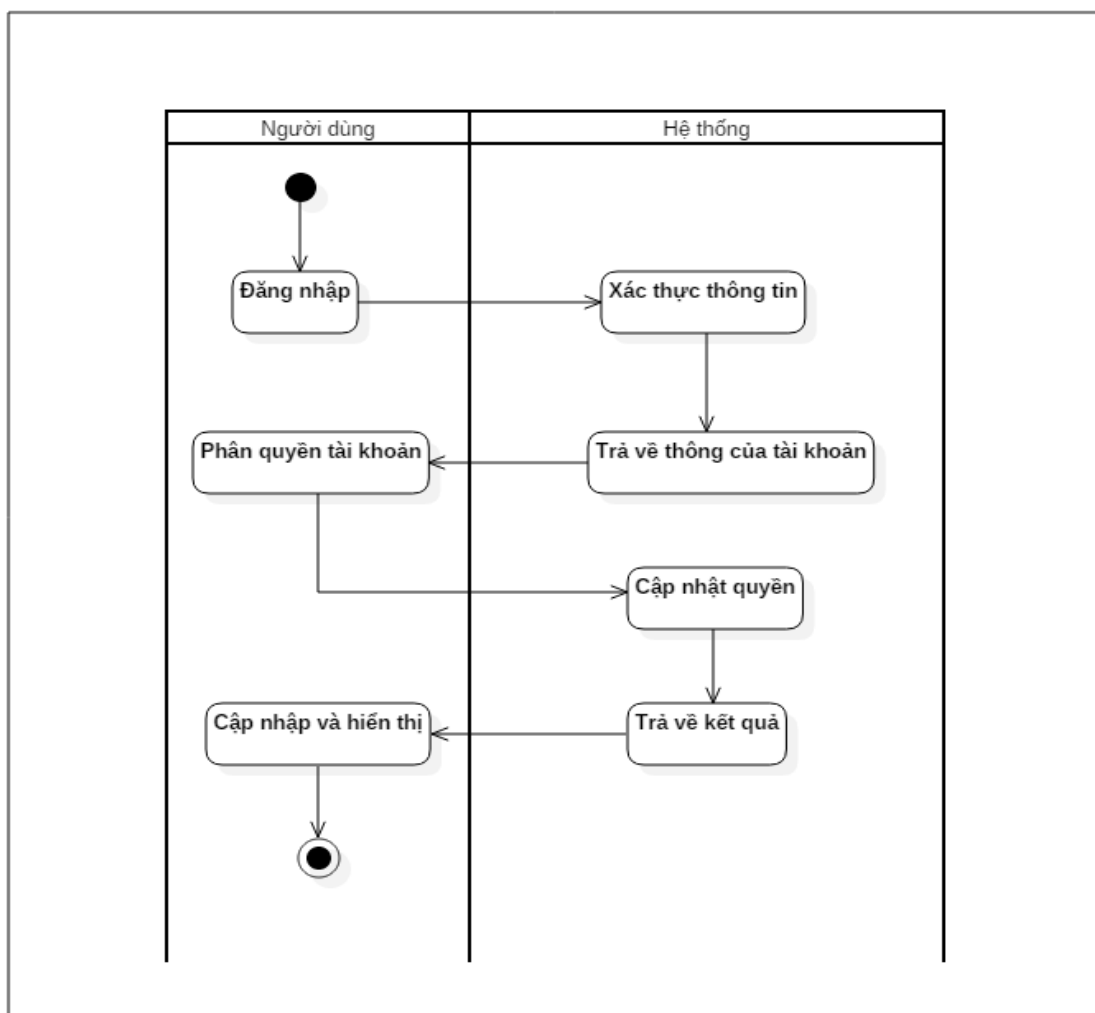 Người dùng
Hệ thống
Đăng nhập
Xác thực thông tin
Phân quyền tài khoản
Trả về thông của tài khoản
Cập nhật quyền
Cập nhập và hiển thị
Trả về kết quả